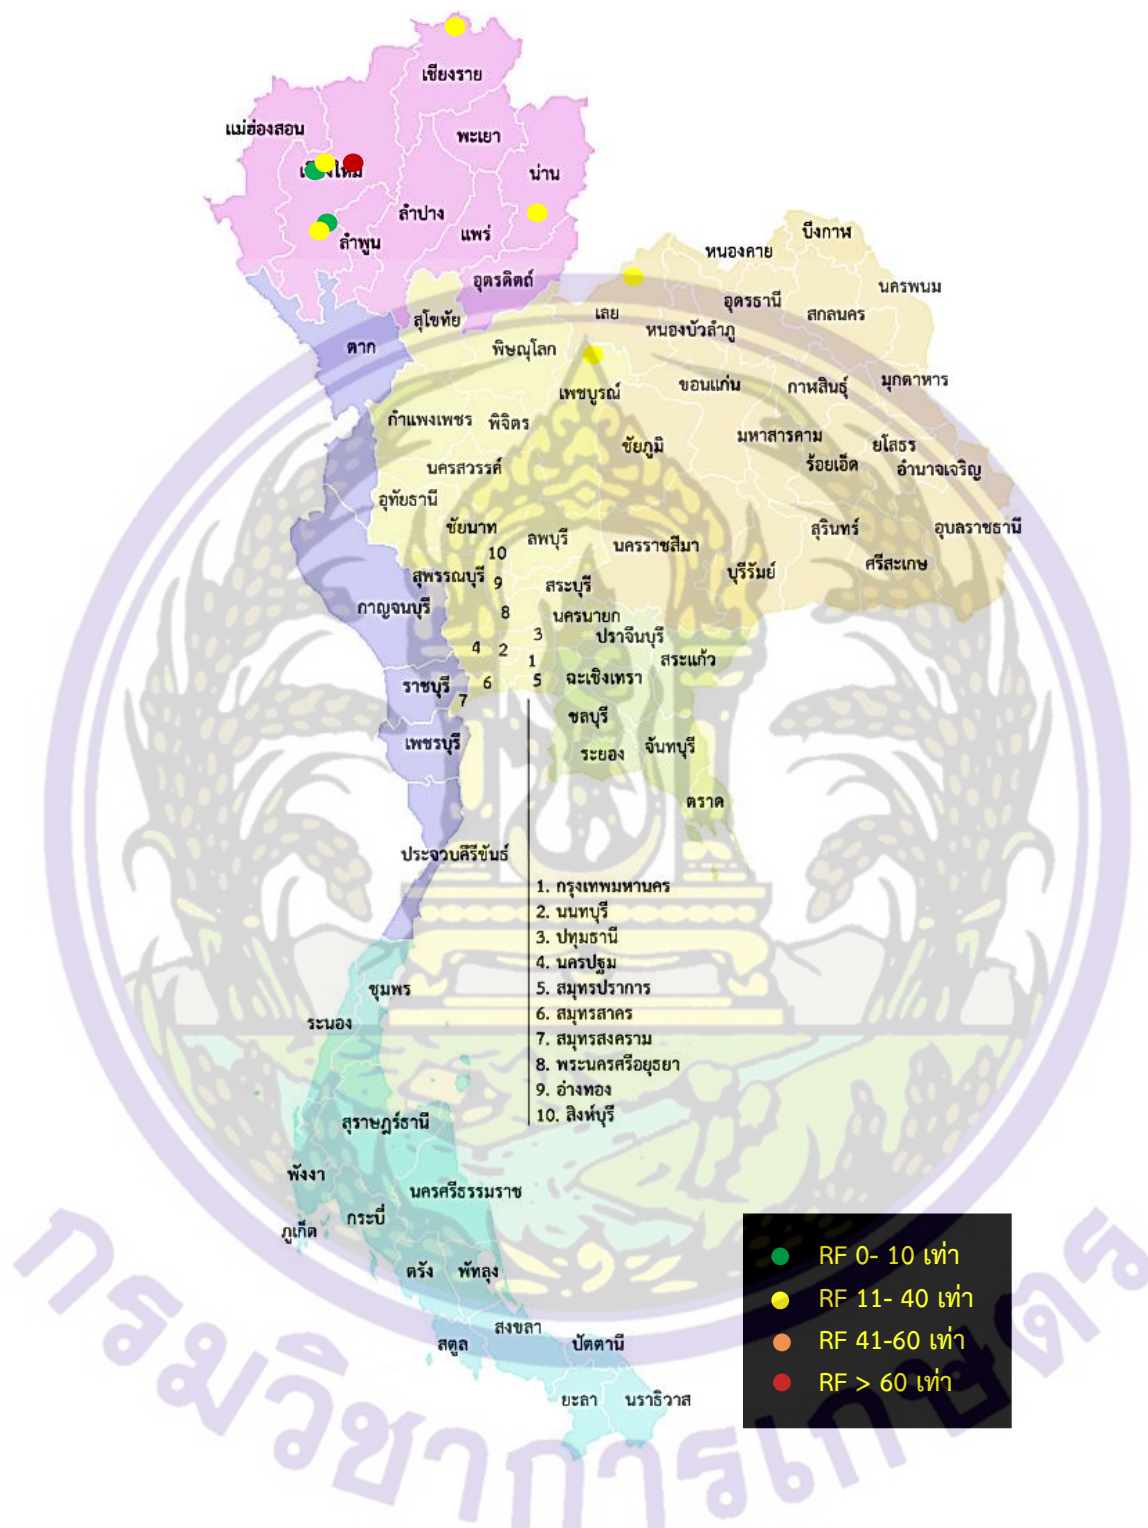 เชียงราย
แม่ฮ่องสอน
พะเยา
เชียงใหม่
น่าน
ลำปาง
แพร่
ลำพูน
บึงกาฬ
หนองคาย
อุตรดิตถ์
นครพนม
อุดรธานี
เลย
สกลนคร
สุโขทัย
หนองบัวลำภู
ตาก
พิษณุโลก
เพชบูรณ์
ขอนแก่น
กาฬสินธุ์
มุกดาหาร
กำแพงเพชร
พิจิตร
มหาสารคาม
ชัยภูมิ
ยโสธร
นครสวรรค์
ร้อยเอ็ด
อำนาจเจริญ
อุทัยธานี
ชัยนาท
ลพบุรี
สุรินทร์
อุบลราชธานี
10
นครราชสีมา
ศรีสะเกษ
สุพรรณบุรี
9
สระบุรี
บุรีรัมย์
กาญจนบุรี
8
นครนายก
3
ปราจีนบุรี
4
2
1
สระแก้ว
ราชบุรี
6
5
ฉะเชิงเทรา
7
ชลบุรี
เพชรบุรี
ระยอง
จันทบุรี
ตราด
ประจวบคีรีขันธ์
1. กรุงเทพมหานคร
2. นนทบุรี
3. ปทุมธานี
4. นครปฐม
5. สมุทรปราการ
6. สมุทรสาคร
7. สมุทรสงคราม
8. พระนครศรีอยุธยา
9. อ่างทอง
10. สิงห์บุรี
ชุมพร
ระนอง
สุราษฎร์ธานี
พังงา
นครศรีธรรมราช
ภูเก็ต
กระบี่
ตรัง
พัทลุง
สงขลา
สตูล
ปัตตานี
ยะลา
นราธิวาส
RF 0- 10 เท่า
RF 11- 40 เท่า
RF 41-60 เท่า
RF > 60 เท่า
กรมวิชาการเกษตร